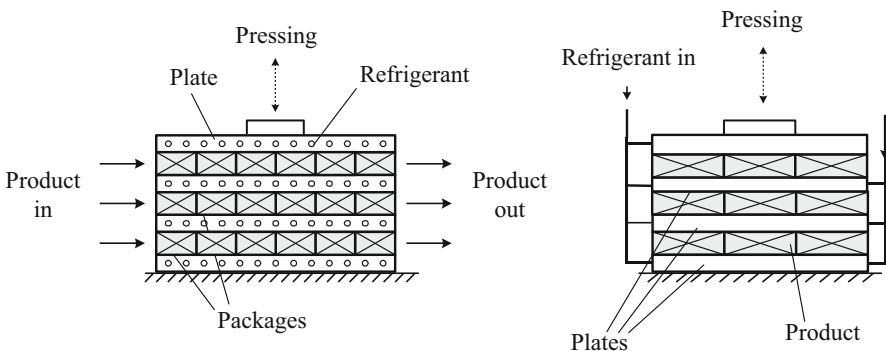 Pressing
Plate
Refrigerant
Product
in
Product
out
Packages
Pressing
Refrigerant in
Plates
Product